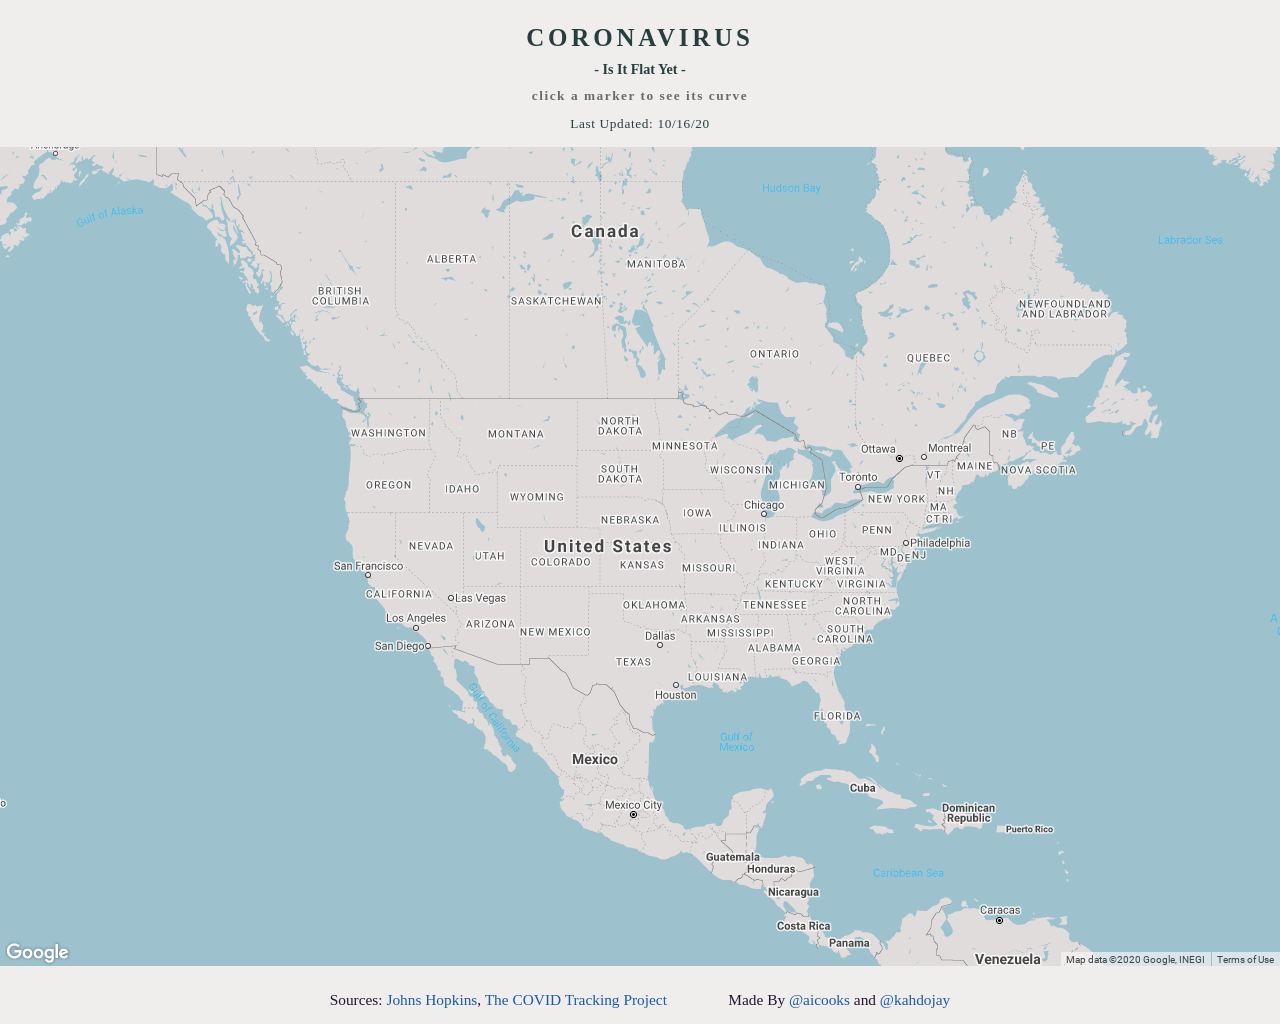 CORONAVIRUS
- Is It Flat Yet -
click a marker to see its curve
Last Updated: 10/16/20
Anchorage
Hudson Bay
Gulf of Alaska
Canada
Labrador Sea
ALBERTA
MANITOBA
BRITISH
COLUMBIA
SASKATCHEWAN
NEWFOUNDLAND
AND LABRADOR
ONTARIO
QUEBEC
WASHINGTON
MONTANA
NORTH
DAKOTA
MINNESOTA
Ottawa
Montreal
NB
PE
OREGON
IDAHO
WYOMING
SOUTH
DAKOTA
WISCONSIN
MICHIGAN
Toronto
VT
MAINE
NOVA SCOTIA
NEBRASKA
IOWA
Chicago
ILLINOIS
NEW YORK
NH
MA
CT RI
NEVADA
UTAH
United States
COLORADO
KANSAS
MISSOURI
INDIANA
OHIO
PENN
Philadelphia
MD
DE
NJ
WEST
VIRGINIA
San Francisco
CALIFORNIA
Las Vegas
KENTUCKY
VIRGINIA
Los Angeles
ARIZONA
NEW MEXICO
OKLAHOMA
ARKANSAS
TENNESSEE
NORTH
CAROLINA
San Diego
Dallas
MISSISSIPPI
SOUTH
CAROLINA
TEXAS
ALABAMA
GEORGIA
LOUISIANA
Houston
Gulf of California
FLORIDA
Gulf of
Mexico
Mexico
Cuba
Mexico City
Dominican
Republic
Puerto Rico
Guatemala
Honduras
Caribbean Sea
Nicaragua
Caracas
Costa Rica
Panama
Venezuela
Google
Map data ©2020 Google, INEGI
Terms of Use
Sources: Johns Hopkins, The COVID Tracking Project
Made By @aicooks and @kahdojay